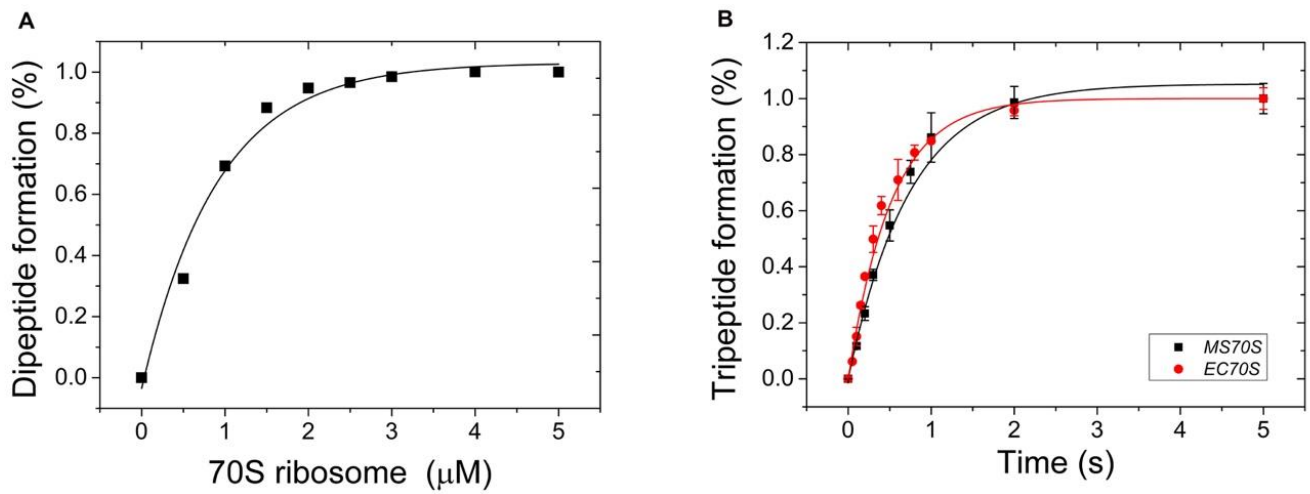 A
Dipeptide formation (%)
1.0
0.8
0.6
0.4
0.2
0.0
0 1 2 3 4 5
70S ribosome (μM)
B
Tripeptide formation (%)
1.2
1.0
0.8
0.6
0.4
0.2
0.0
MS70S
EC70S
0 1 2 3 4 5
Time (s)